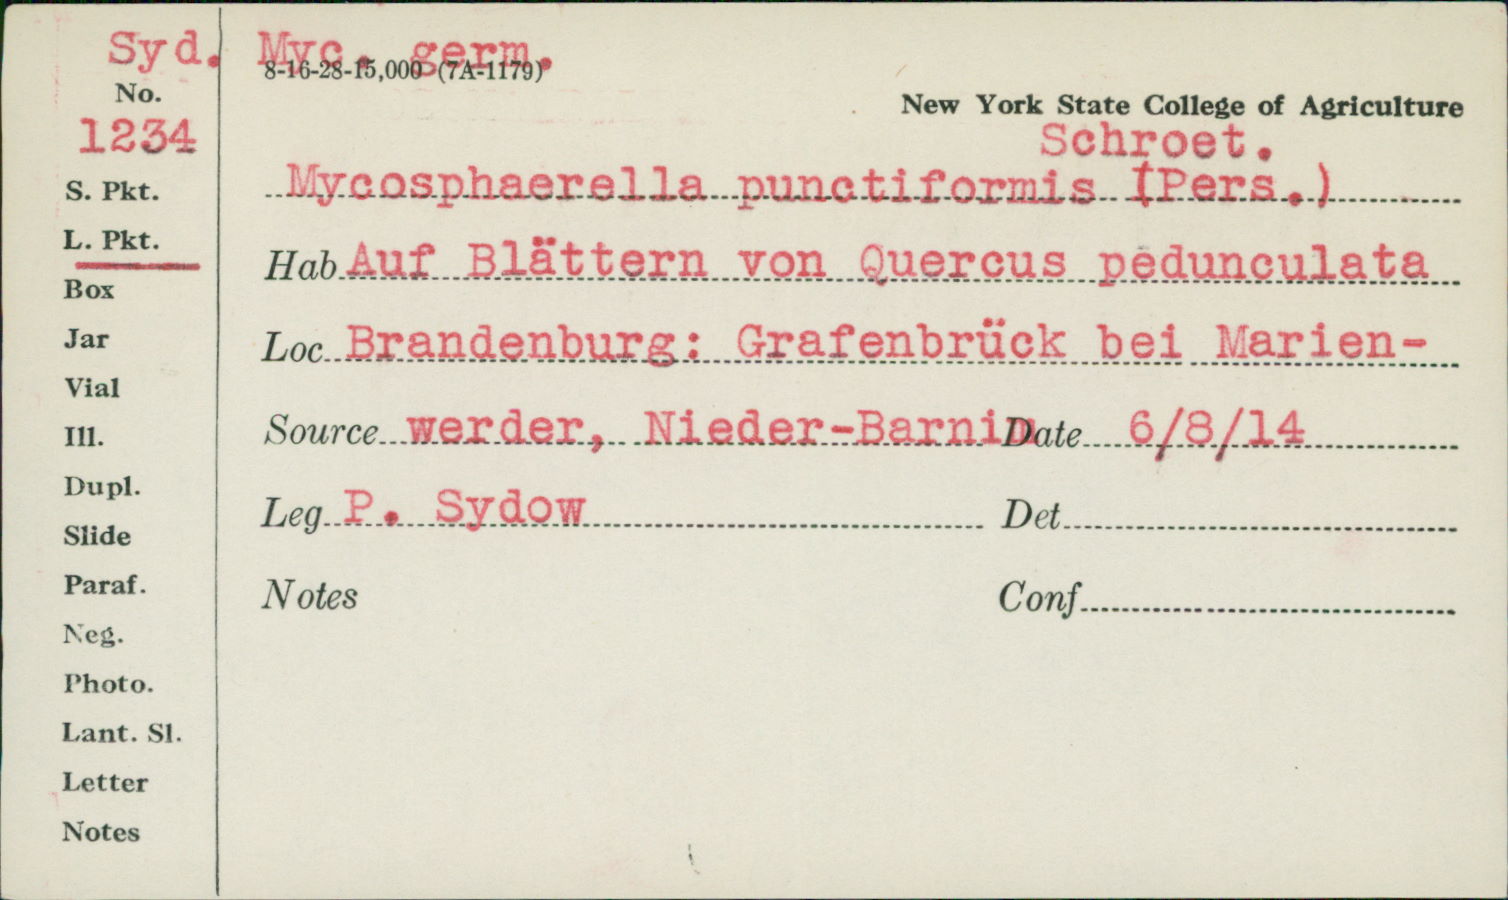 Syd. Myc. germ.
8-16-28-15,000 (7A-1179)
No.
New York State College of Agriculture
1234
Schroet.
S. Pkt.
Mycosphaerella punctiformis (Pers.)
L. Pkt.
Hab Auf Blättern von Quercus pedunculata
Box
Jar
Loc Brandenburg: Grafenbrück bei Marien-
Vial
Ill.
Source werder, Nieder-Barnim Date 6/8/14
Dupl.
Leg P. Sydow Det
Slide
Paraf.
Notes Conf
Neg.
Photo.
Lant. Sl.
Letter
Notes